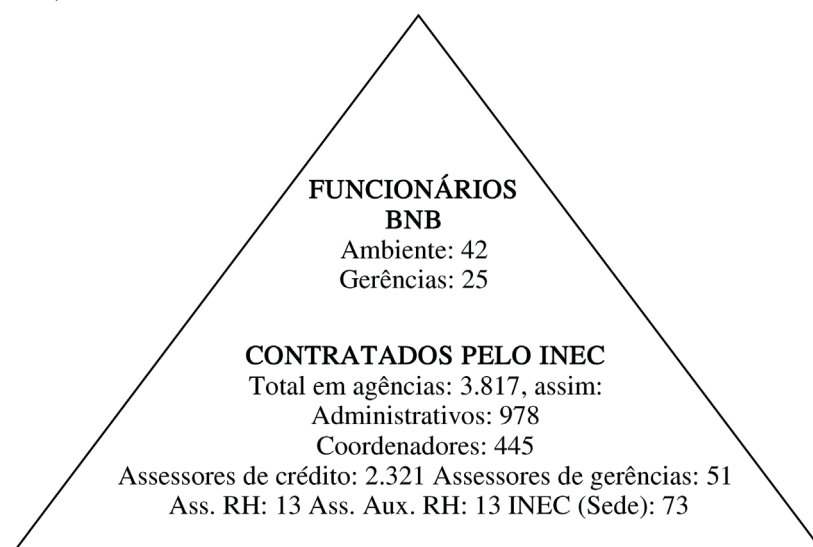 FUNCIONÁRIOS
BNB
Ambiente: 42
Gerências: 25
CONTRATADOS PELO INEC
Total em agências: 3.817, assim:
Administrativos: 978
Coordenadores: 445
Assessores de crédito: 2.321 Assessores de gerências: 51
Ass. RH: 13 Ass. Aux. RH: 13 INEC (Sede): 73